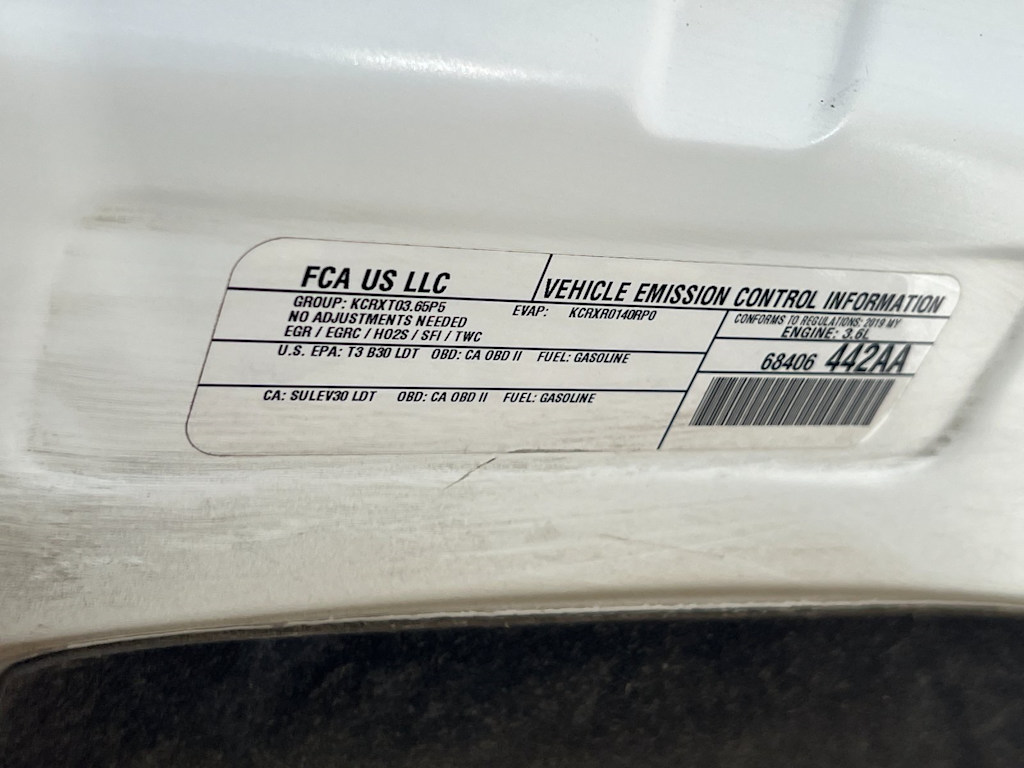 FCA US LLC
VEHICLE EMISSION CONTROL INFORMATION
GROUP: KCRXT03.65P5
EVAP: KCRXR0140RP0
NO ADJUSTMENTS NEEDED
EGR / EGRC / HO2S / SFI / TWC
CONFORMS TO REGULATIONS: 2019 MY
ENGINE: 3.6L
U.S. EPA: T3 B30 LDT OBD: CA OBD II FUEL: GASOLINE
68406 442AA
CA: SULEV30 LDT OBD: CA OBD II FUEL: GASOLINE